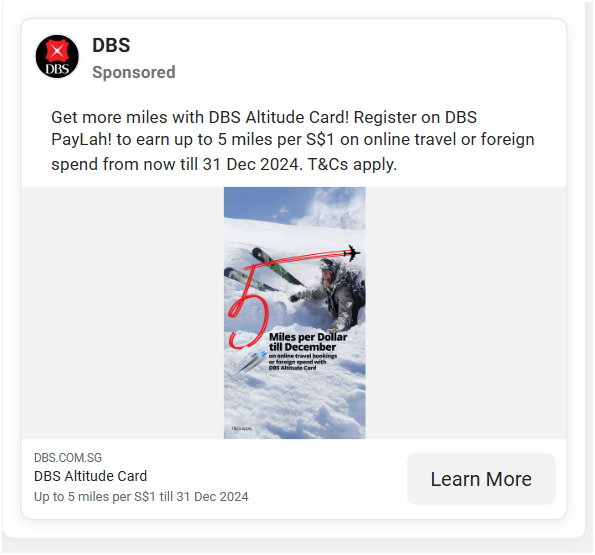 DBS
DBS
Sponsored
Get more miles with DBS Altitude Card! Register on DBS
PayLah! to earn up to 5 miles per S$1 on online travel or foreign
spend from now till 31 Dec 2024. T&Cs apply.
5
Miles per Dollar
till December
on online travel bookings
or foreign spend with
DBS Altitude Card
T&Cs apply.
DBS.COM.SG
DBS Altitude Card
Up to 5 miles per S$1 till 31 Dec 2024
Learn More